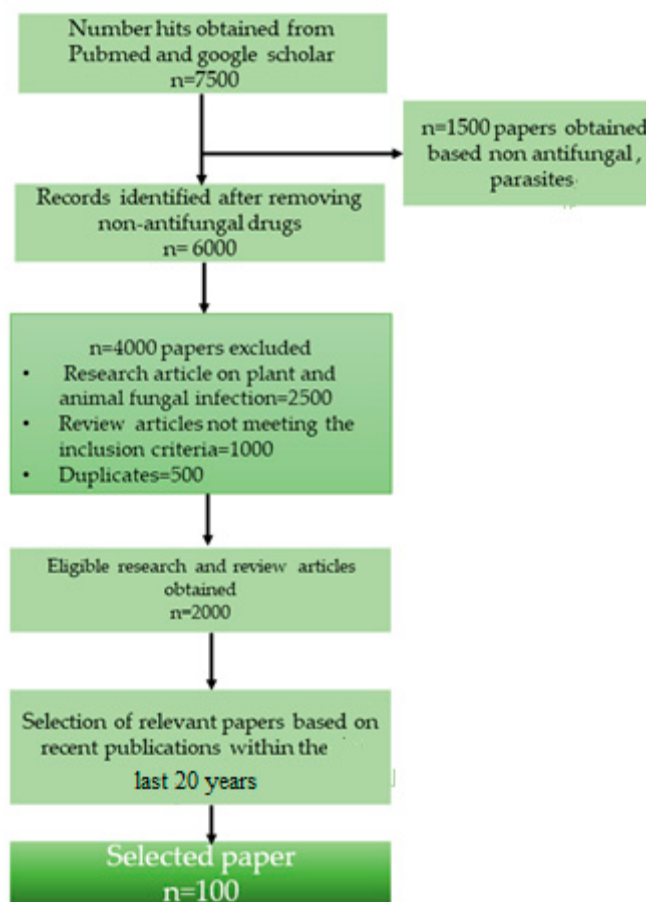 Number hits obtained from
Pubmed and google scholar
n=7500
n=1500 papers obtained
based non antifungal ,
parasites
Records identified after removing
non-antifungal drugs
n= 6000
n=4000 papers excluded
• Research article on plant and
animal fungal infection=2500
• Review articles not meeting the
inclusion criteria=1000
• Duplicates=500
Eligible research and review articles
obtained
n=2000
Selection of relevant papers based on
recent publications within the
last 20 years
Selected paper
n=100